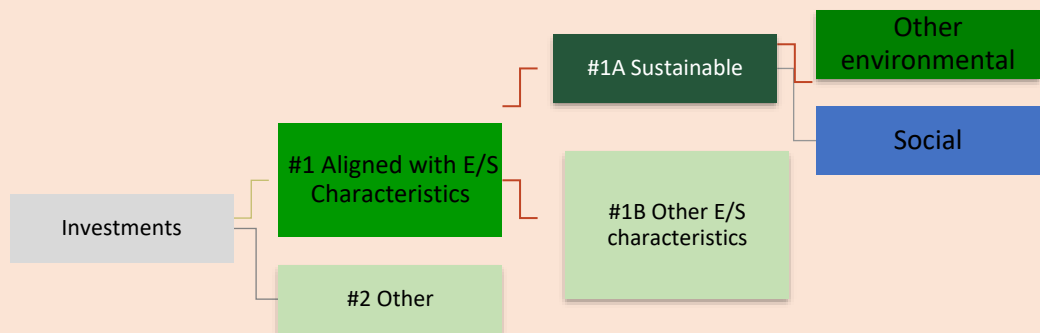 Investments
#1 Aligned with E/S
Characteristics
#2 Other
#1A Sustainable
#1B Other E/S
characteristics
Other
environmental
Social